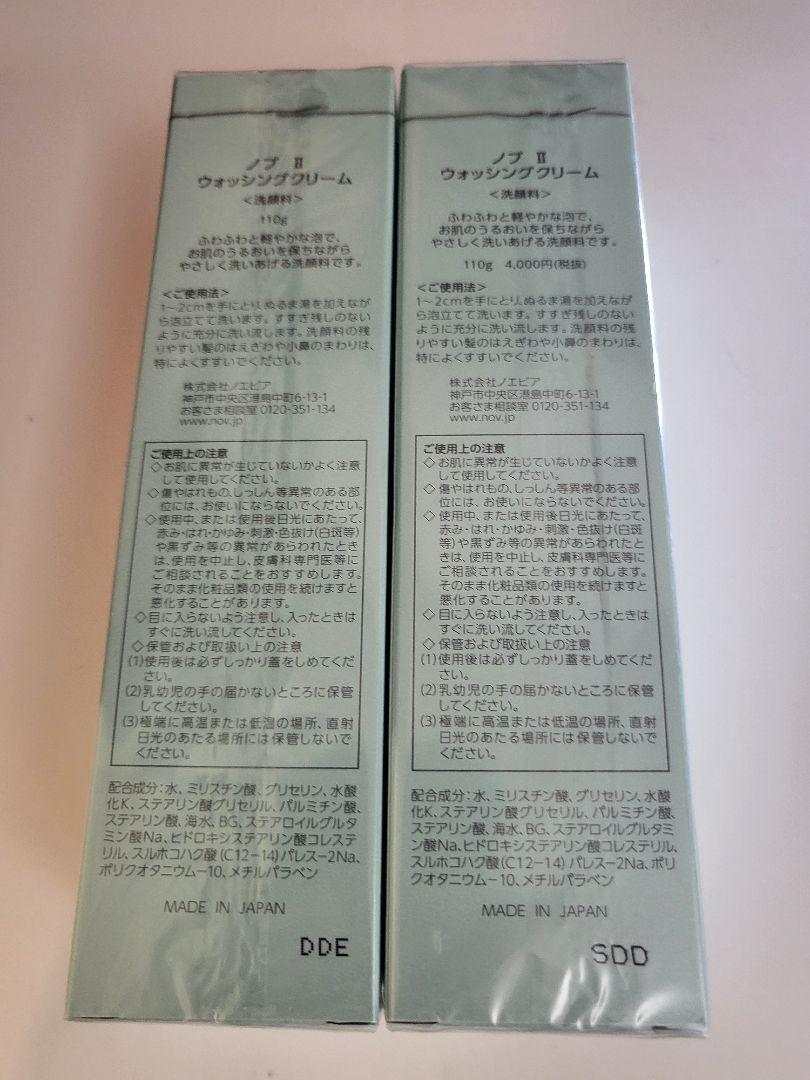 ノブ Ⅱ
ウォッシングクリーム
<洗顔料>
110g
ふわふわと軽やかな泡で、
お肌のうるおいを保ちながら
やさしく洗いあげる洗顔料です。
<ご使用法>
1〜2cmを手にとり、ぬるま湯を加えなが
ら泡立てて洗います。すすぎ残しのない
ように充分に洗い流します。洗顔料の残
りやすい髪のはえぎわや小鼻のまわりは、
特によくすすいでください。
株式会社ノエビア
神戸市中央区港島中町6-13-1
お客さま相談室 0120-351-134
www.nov.jp
ご使用上の注意
◇お肌に異常が生じていないかよく注意
して使用してください。
◇傷やはれもの、しっしん等異常のある部
位には、お使いにならないでください。
◇使用中、または使用後日光にあたって、
赤み・はれ・かゆみ・刺激・色抜け(白斑
等)や黒ずみ等の異常があらわれたとき
は、使用を中止し、皮膚科専門医等に
ご相談されることをおすすめします。
そのまま化粧品類の使用を続けますと
悪化することがあります。
◇目に入らないよう注意し、入ったときは
すぐに洗い流してください。
◇保管および取扱い上の注意
(1)使用後は必ずしっかり蓋をしめてくだ
さい。
(2)乳幼児の手の届かないところに保管
してください。
(3)極端に高温または低温の場所、直射
日光のあたる場所には保管しないで
ください。
配合成分:水、ミリスチン酸、グリセリン、水酸
化K、ステアリン酸グリセリル、パルミチン酸、
ステアリン酸、海水、BG、ステアロイルグルタ
ミン酸Na、ヒドロキシステアリン酸コレステ
リル、スルホコハク酸(C12-14)パレス-2Na、
ポリクオタニウム-10、メチルパラベン
MADE IN JAPAN
DDE
ノブ Ⅱ
ウォッシングクリーム
<洗顔料>
ふわふわと軽やかな泡で、
お肌のうるおいを保ちながら
やさしく洗いあげる洗顔料です。
110g 4,000円(税抜)
<ご使用法>
1〜2cmを手にとり、ぬるま湯を加えなが
ら泡立てて洗います。すすぎ残しのない
ように充分に洗い流します。洗顔料の残
りやすい髪のはえぎわや小鼻のまわりは、
特によくすすいでください。
株式会社ノエビア
神戸市中央区港島中町6-13-1
お客さま相談室 0120-351-134
www.nov.jp
ご使用上の注意
◇お肌に異常が生じていないかよく注意
して使用してください。
◇傷やはれもの、しっしん等異常のある部
位には、お使いにならないでください。
◇使用中、または使用後日光にあたって、
赤み・はれ・かゆみ・刺激・色抜け(白斑
等)や黒ずみ等の異常があらわれたとき
は、使用を中止し、皮膚科専門医等に
ご相談されることをおすすめします。
そのまま化粧品類の使用を続けますと
悪化することがあります。
◇目に入らないよう注意し、入ったときは
すぐに洗い流してください。
◇保管および取扱い上の注意
(1)使用後は必ずしっかり蓋をしめてくだ
さい。
(2)乳幼児の手の届かないところに保管
してください。
(3)極端に高温または低温の場所、直射
日光のあたる場所には保管しないで
ください。
配合成分:水、ミリスチン酸、グリセリン、水酸
化K、ステアリン酸グリセリル、パルミチン酸、
ステアリン酸、海水、BG、ステアロイルグルタミ
ン酸Na、ヒドロキシステアリン酸コレステリル、
スルホコハク酸(C12-14)パレス-2Na、ポリ
クオタニウム-10、メチルパラベン
MADE IN JAPAN
SDD